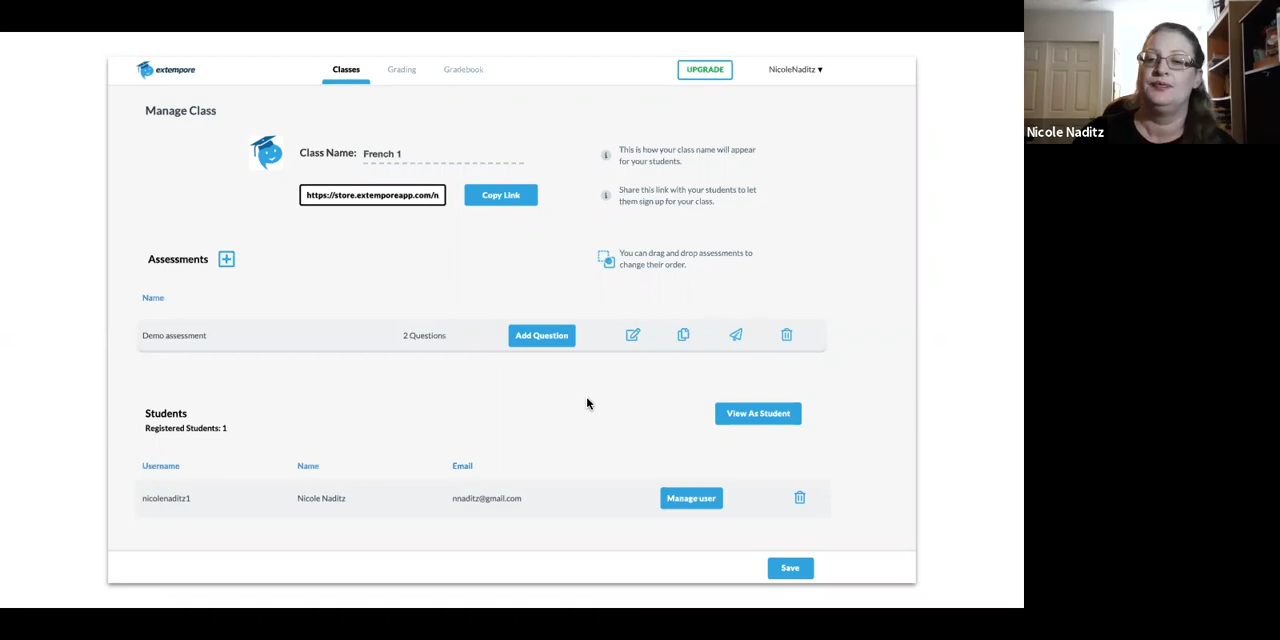 extempore
Classes
Grading
Gradebook
UPGRADE
NicoleNaditz ▾
Manage Class
Class Name: French 1
This is how your class name will appear
for your students.
https://store.extemporeapp.com/n
Copy Link
Share this link with your students to let
them sign up for your class.
Assessments
You can drag and drop assessments to
change their order.
Name
Demo assessment
2 Questions
Add Question
Students
Registered Students: 1
View As Student
Username
Name
Email
nicolenaditz1
Nicole Naditz
nnaditz@gmail.com
Manage user
Save
Nicole Naditz